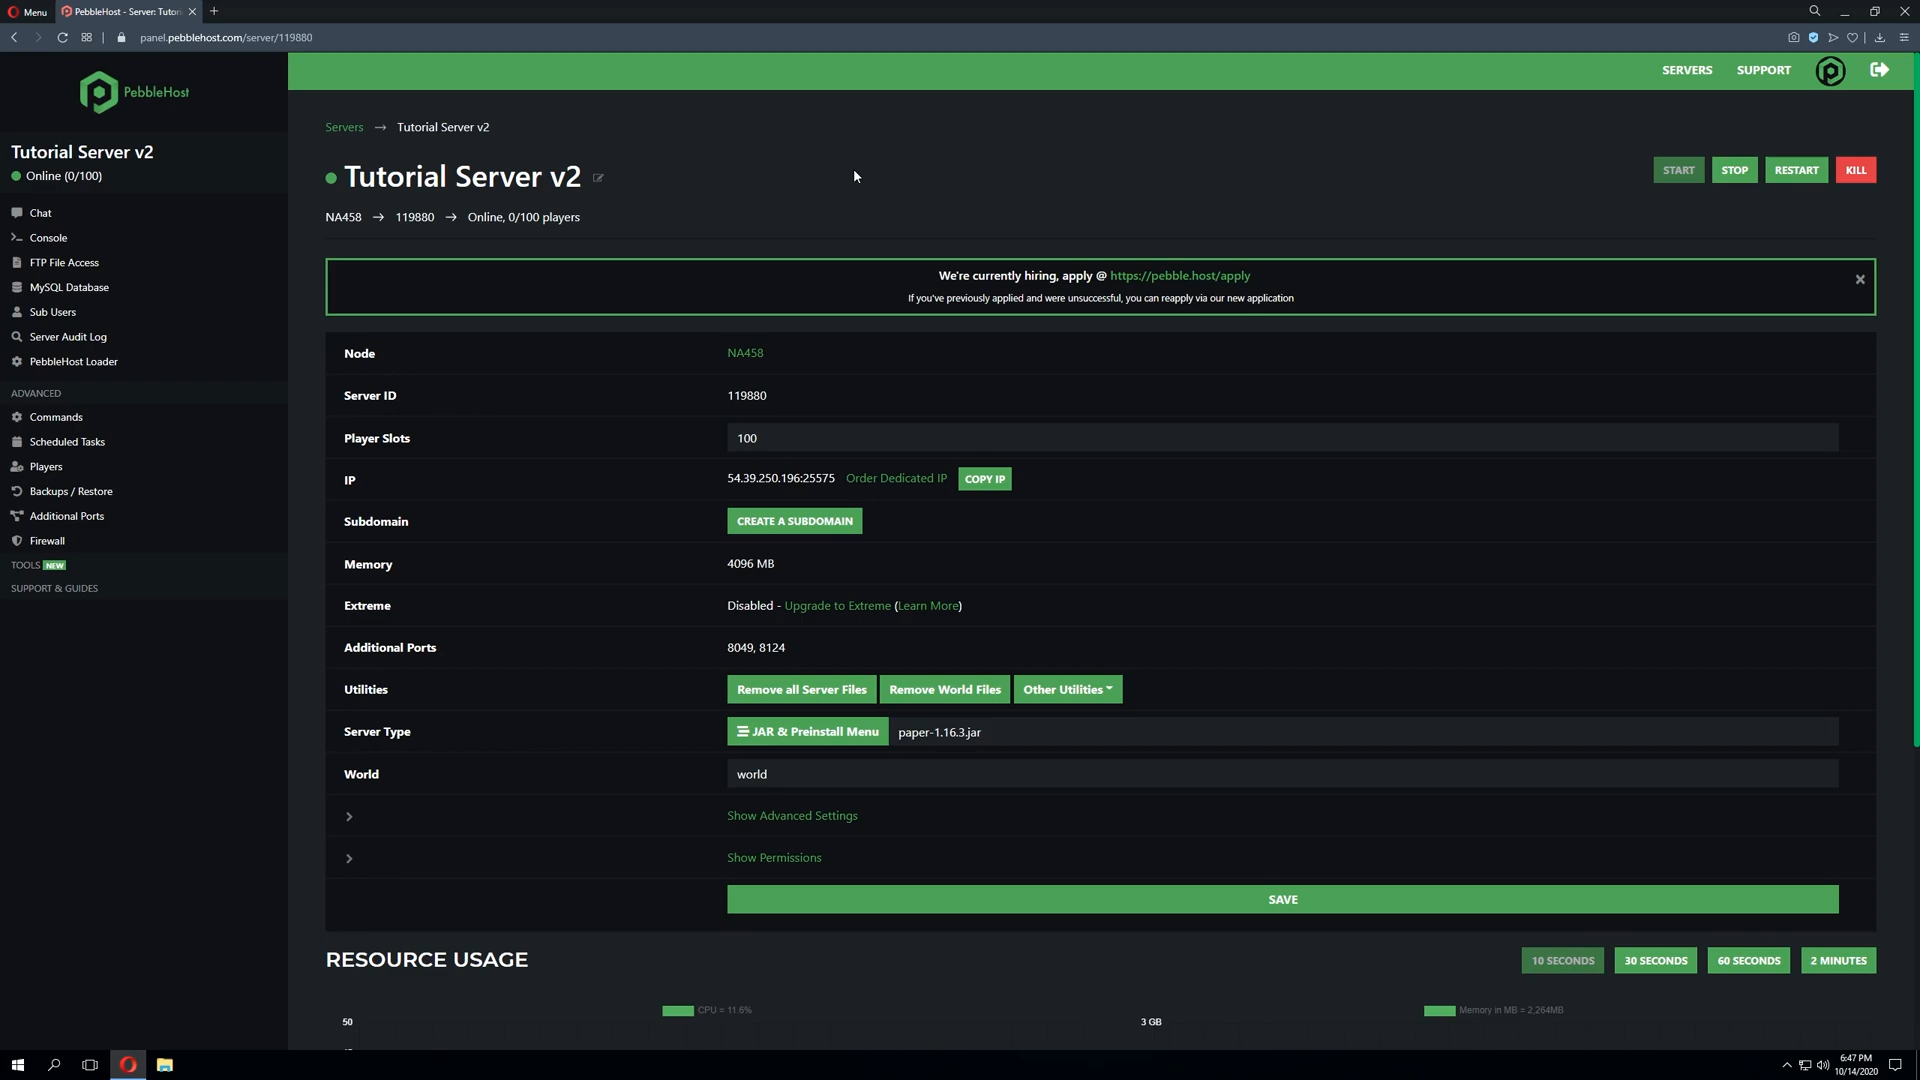 Menu
PebbleHost - Server: Tutori
panel.pebblehost.com/server/119880
PebbleHost
SERVERS
SUPPORT
Tutorial Server v2
Online (0/100)
Chat
Console
FTP File Access
MySQL Database
Sub Users
Server Audit Log
PebbleHost Loader
ADVANCED
Commands
Scheduled Tasks
Players
Backups / Restore
Additional Ports
Firewall
TOOLS NEW
SUPPORT & GUIDES
Servers → Tutorial Server v2
Tutorial Server v2
START
STOP
RESTART
KILL
NA458 → 119880 → Online, 0/100 players
We're currently hiring, apply @ https://pebble.host/apply
If you've previously applied and were unsuccessful, you can reapply via our new application
Node NA458
Server ID 119880
Player Slots 100
IP 54.39.250.196:25575 Order Dedicated IP COPY IP
Subdomain CREATE A SUBDOMAIN
Memory 4096 MB
Extreme Disabled - Upgrade to Extreme (Learn More)
Additional Ports 8049, 8124
Utilities Remove all Server Files Remove World Files Other Utilities
Server Type JAR & Preinstall Menu paper-1.16.3.jar
World world
Show Advanced Settings
Show Permissions
SAVE
RESOURCE USAGE
10 SECONDS
30 SECONDS
60 SECONDS
2 MINUTES
CPU = 11.6%
Memory in MB = 2,264MB
50
3 GB
6:47 PM
10/14/2020